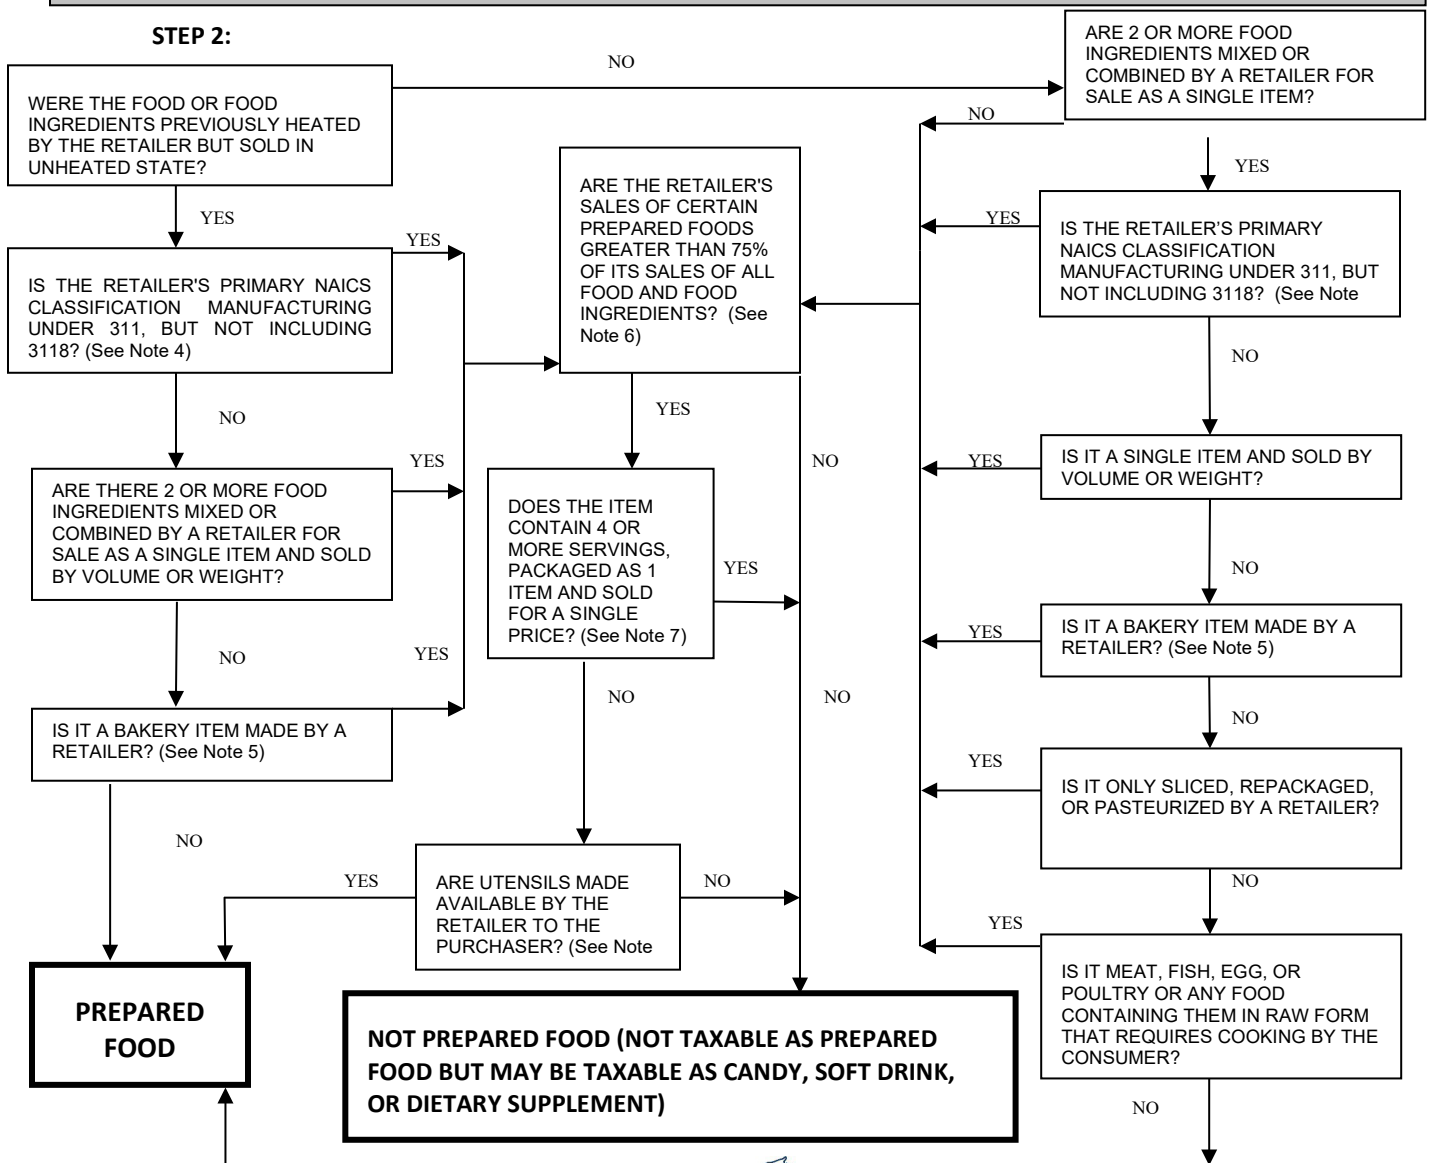 STEP 2:
NO
ARE 2 OR MORE FOOD
INGREDIENTS MIXED OR
COMBINED BY A RETAILER FOR
SALE AS A SINGLE ITEM?
WERE THE FOOD OR FOOD
INGREDIENTS PREVIOUSLY HEATED
BY THE RETAILER BUT SOLD IN
UNHEATED STATE?
NO
YES
YES
ARE THE RETAILER'S
SALES OF CERTAIN
PREPARED FOODS
GREATER THAN 75%
OF ITS SALES OF ALL
FOOD AND FOOD
INGREDIENTS? (See
Note 6)
YES
YES
IS THE RETAILER’S PRIMARY
NAICS CLASSIFICATION
MANUFACTURING UNDER 311, BUT
NOT INCLUDING 3118? (See Note
IS THE RETAILER'S PRIMARY NAICS
CLASSIFICATION MANUFACTURING
UNDER 311, BUT NOT INCLUDING
3118? (See Note 4)
NO
YES
NO
NO
YES
YES
IS IT A SINGLE ITEM AND SOLD BY
VOLUME OR WEIGHT?
ARE THERE 2 OR MORE FOOD
INGREDIENTS MIXED OR
COMBINED BY A RETAILER FOR
SALE AS A SINGLE ITEM AND SOLD
BY VOLUME OR WEIGHT?
DOES THE ITEM
CONTAIN 4 OR
MORE SERVINGS,
PACKAGED AS 1
ITEM AND SOLD
FOR A SINGLE
PRICE? (See Note 7)
YES
NO
NO
YES
YES
IS IT A BAKERY ITEM MADE BY A
RETAILER? (See Note 5)
NO
NO
NO
IS IT A BAKERY ITEM MADE BY A
RETAILER? (See Note 5)
YES
IS IT ONLY SLICED, REPACKAGED,
OR PASTEURIZED BY A RETAILER?
NO
YES
ARE UTENSILS MADE
AVAILABLE BY THE
RETAILER TO THE
PURCHASER? (See Note
NO
NO
YES
IS IT MEAT, FISH, EGG, OR
POULTRY OR ANY FOOD
CONTAINING THEM IN RAW FORM
THAT REQUIRES COOKING BY THE
CONSUMER?
PREPARED
FOOD
NOT PREPARED FOOD (NOT TAXABLE AS PREPARED
FOOD BUT MAY BE TAXABLE AS CANDY, SOFT DRINK,
OR DIETARY SUPPLEMENT)
NO